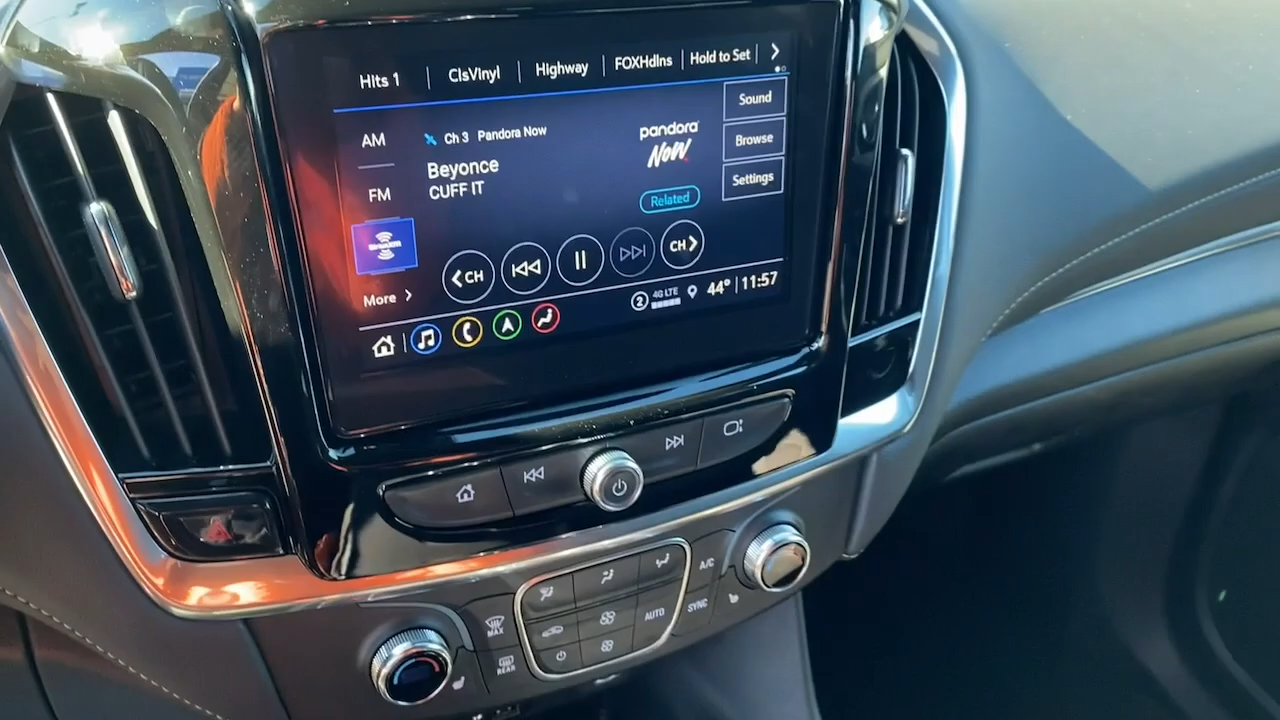 Hits 1 ClsVinyl Highway FOXHdlns Hold to Set
Sound
AM Ch 3 Pandora Now pandora NOW Browse
Beyonce
CUFF IT
FM Related Settings
SiriusXM
CH CH
More
2 4G LTE 44° 11:57
A/C
MAX AUTO SYNC
REAR